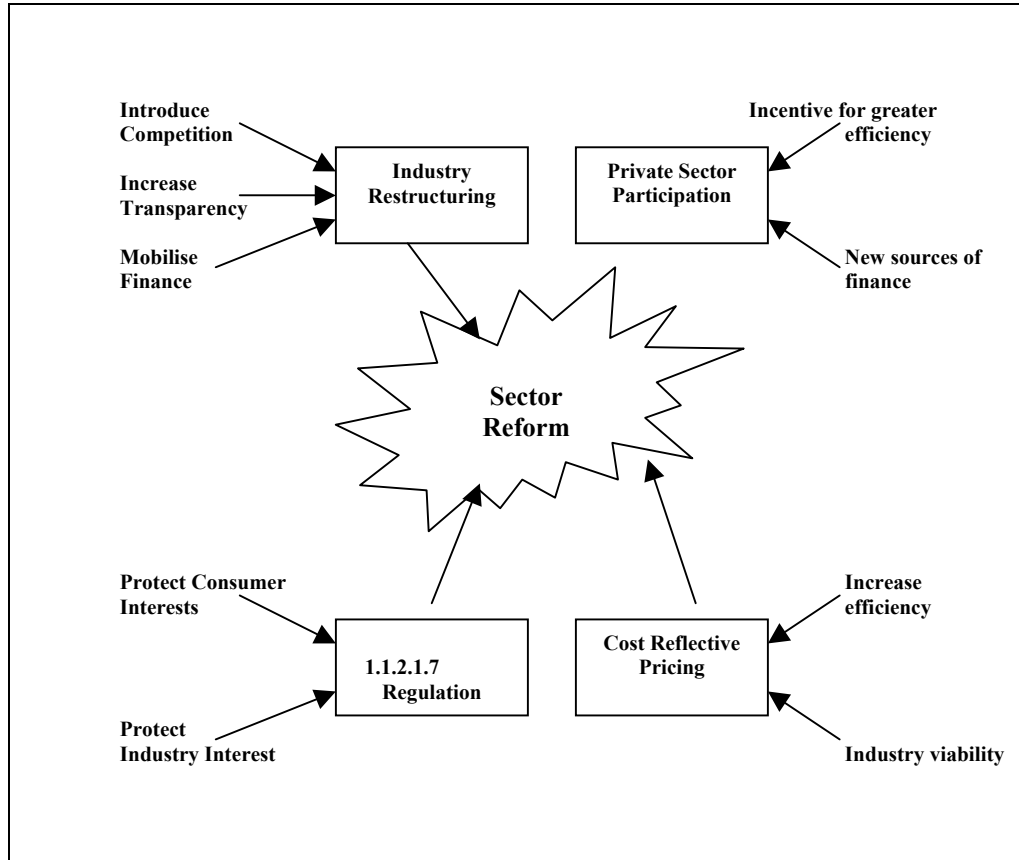 Introduce
Competition
Increase
Transparency
Mobilise
Finance
Industry
Restructuring
Private Sector
Participation
Incentive for greater
efficiency
New sources of
finance
Sector
Reform
Protect Consumer
Interests
Protect
Industry Interest
1.1.2.1.7
Regulation
Cost Reflective
Pricing
Increase
efficiency
Industry viability